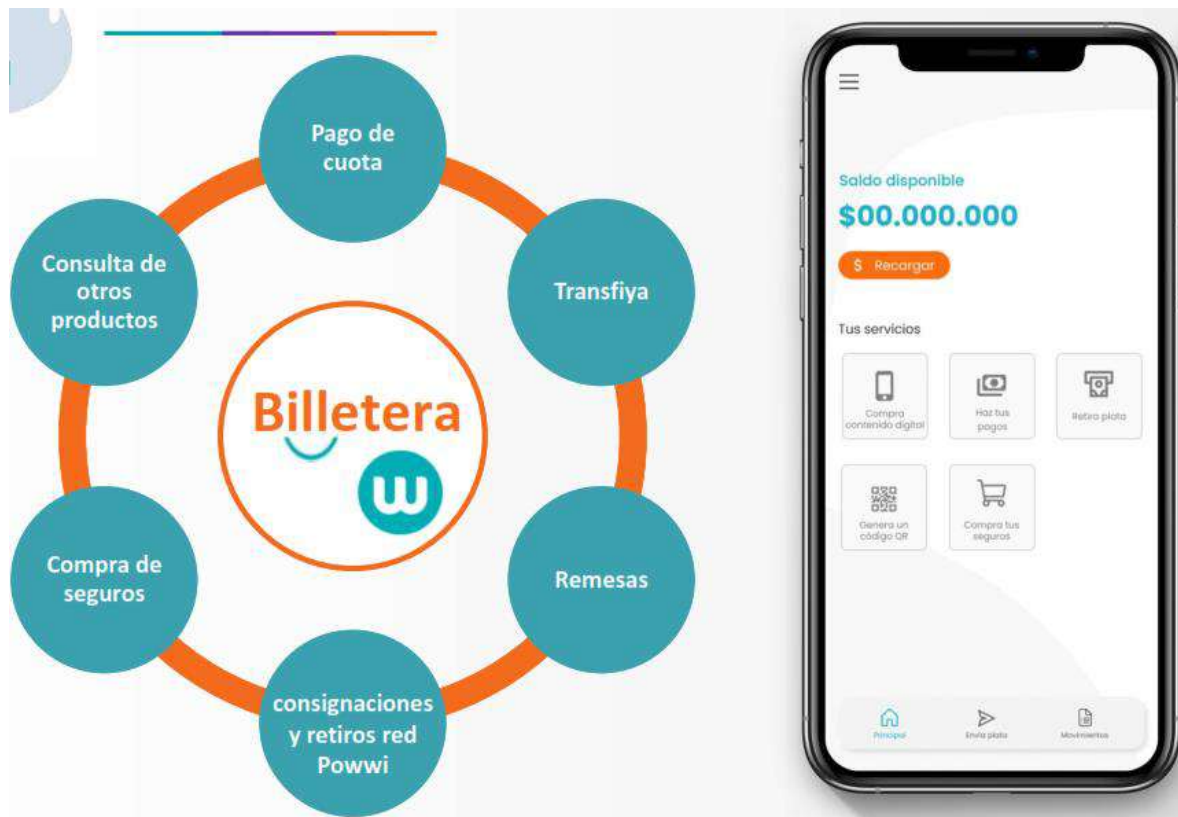 Pago de
cuota
Transfiya
Remesas
consignaciones
y retiros red
Powwi
Compra de
seguros
Consulta de
otros
productos
Billetera
w
Saldo disponible
$00.000.000
$ Recargar
Tus servicios
Compra
contenido digital
Haz tus
pagos
Retira plata
Genera un
código QR
Compra tus
seguros
Principal
Envía plata
Movimientos